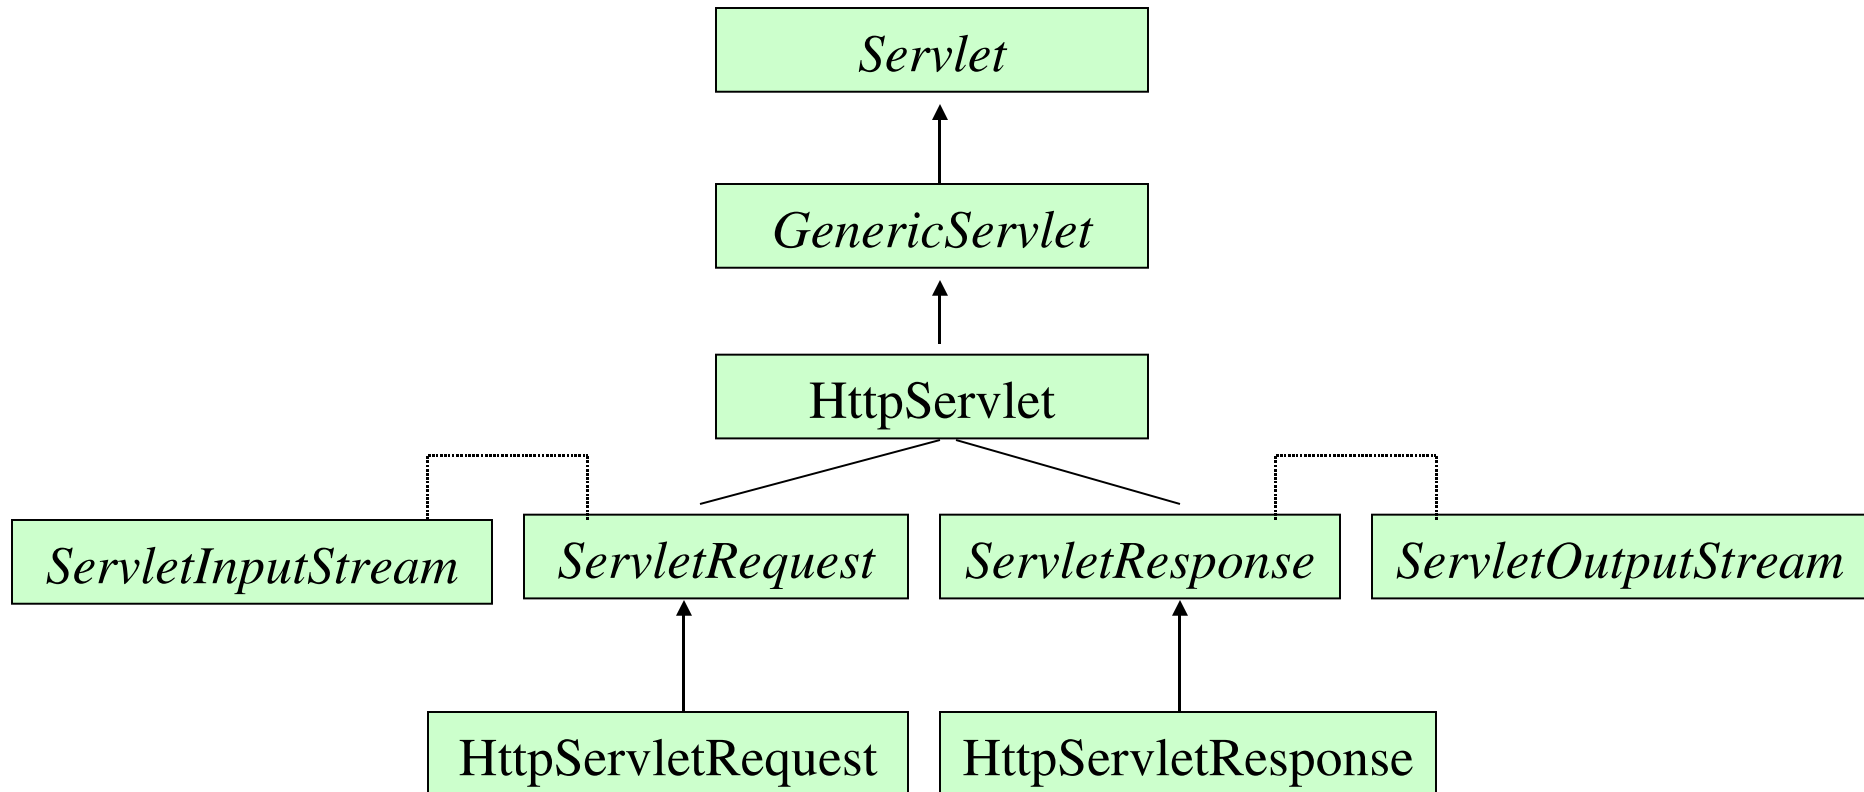 Servlet
GenericServlet
HttpServlet
ServletInputStream
ServletRequest
ServletResponse
ServletOutputStream
HttpServletRequest
HttpServletResponse